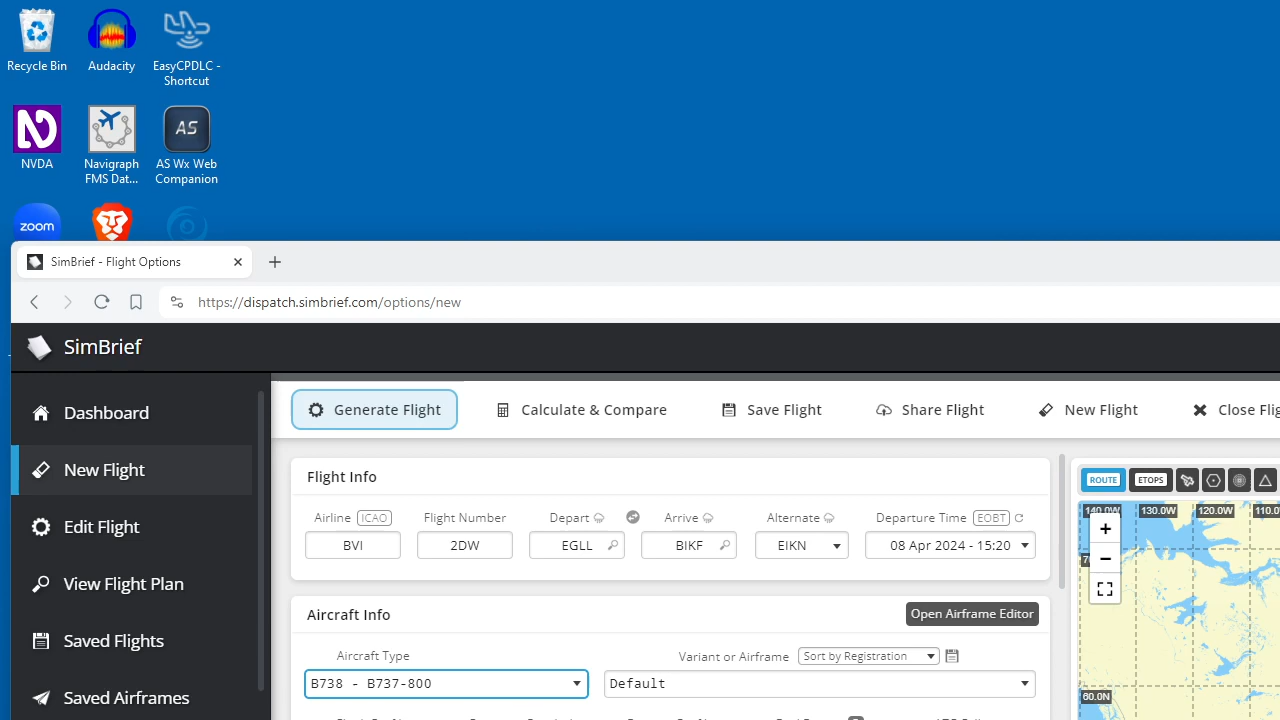 Recycle Bin
Audacity
EasyCPDLC -
Shortcut
NVDA
Navigraph
FMS Dat...
AS
AS Wx Web
Companion
zoom
SimBrief - Flight Options
https://dispatch.simbrief.com/options/new
SimBrief
Dashboard
New Flight
Edit Flight
View Flight Plan
Saved Flights
Saved Airframes
Generate Flight
Calculate & Compare
Save Flight
Share Flight
New Flight
Close Flig
Flight Info
Airline ICAO
Flight Number
Depart
Arrive
Alternate
Departure Time EOBT
BVI
2DW
EGLL
BIKF
EIKN
08 Apr 2024 - 15:20
Aircraft Info
Open Airframe Editor
Aircraft Type
Variant or Airframe
Sort by Registration
B738 - B737-800
Default
ROUTE
ETOPS
140.0W
130.0W
120.0W
110.0
+
−
60.0N